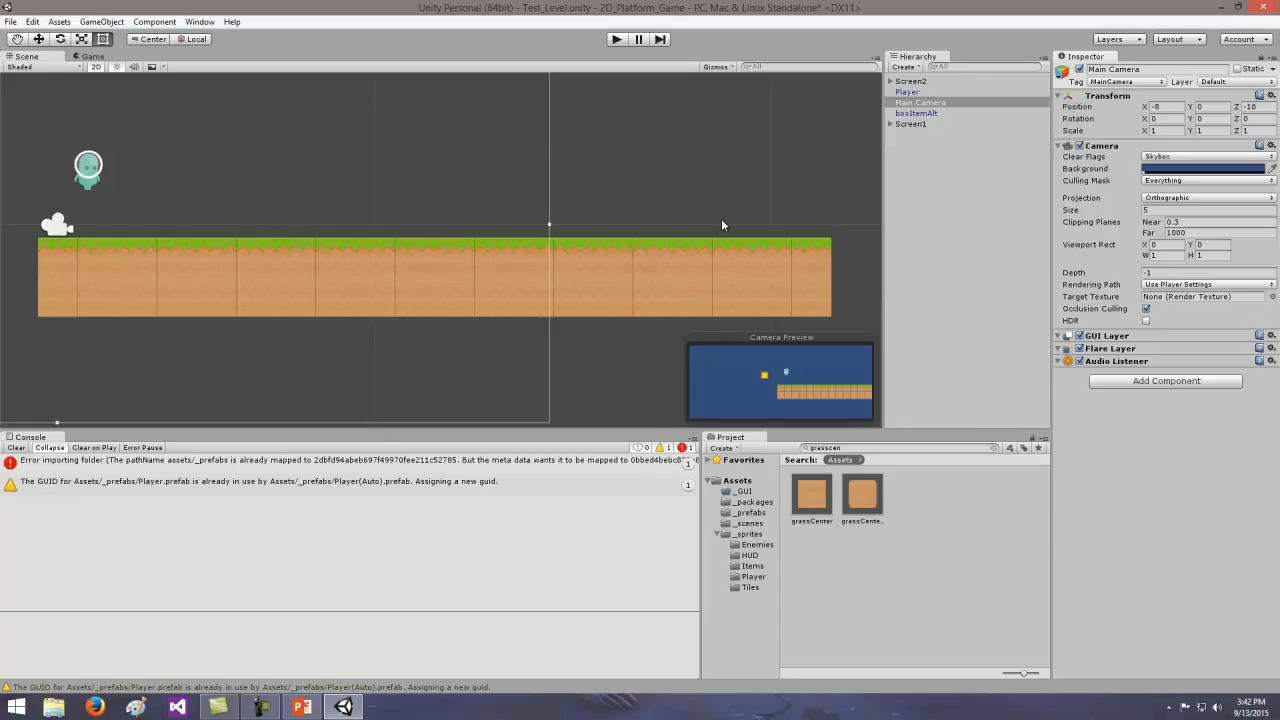 Unity Personal (64bit) - Test_Level.unity - 2D_Platform_Game - PC, Mac & Linux Standalone* <DX11>
File Edit Assets GameObject Component Window Help
Center Local Layers Layout Account
Scene Game
Shaded 2D Gizmos All
Hierarchy
Create All
Screen2
Player
Main Camera
boxItemAlt
Screen1
Inspector
Main Camera Static
Tag MainCamera Layer Default
Transform
Position X -8 Y 0 Z -10
Rotation X 0 Y 0 Z 0
Scale X 1 Y 1 Z 1
Camera
Clear Flags Skybox
Background
Culling Mask Everything
Projection Orthographic
Size 5
Clipping Planes Near 0.3
Far 1000
Viewport Rect X 0 Y 0
W 1 H 1
Depth -1
Rendering Path Use Player Settings
Target Texture None (Render Texture)
Occlusion Culling
HDR
GUI Layer
Flare Layer
Audio Listener
Add Component
Camera Preview
Console
Clear Collapse Clear on Play Error Pause 0 1 1
Error importing folder (The pathName assets/_prefabs is already mapped to 2dbfd94abeb697f49970fee211c52785. But the meta data wants it to be mapped to 1
The GUID for Assets/_prefabs/Player.prefab is already in use by Assets/_prefabs/Player(Auto).prefab. Assigning a new guid. 1
Project
Create grasscen
Favorites
Assets
_GUI
_packages
_prefabs
_scenes
_sprites
Enemies
HUD
Items
Player
Tiles
Search: Assets
grassCenter grassCente...
The GUID for Assets/_prefabs/Player.prefab is already in use by Assets/_prefabs/Player(Auto).prefab. Assigning a new guid.
3:42 PM
9/13/2015